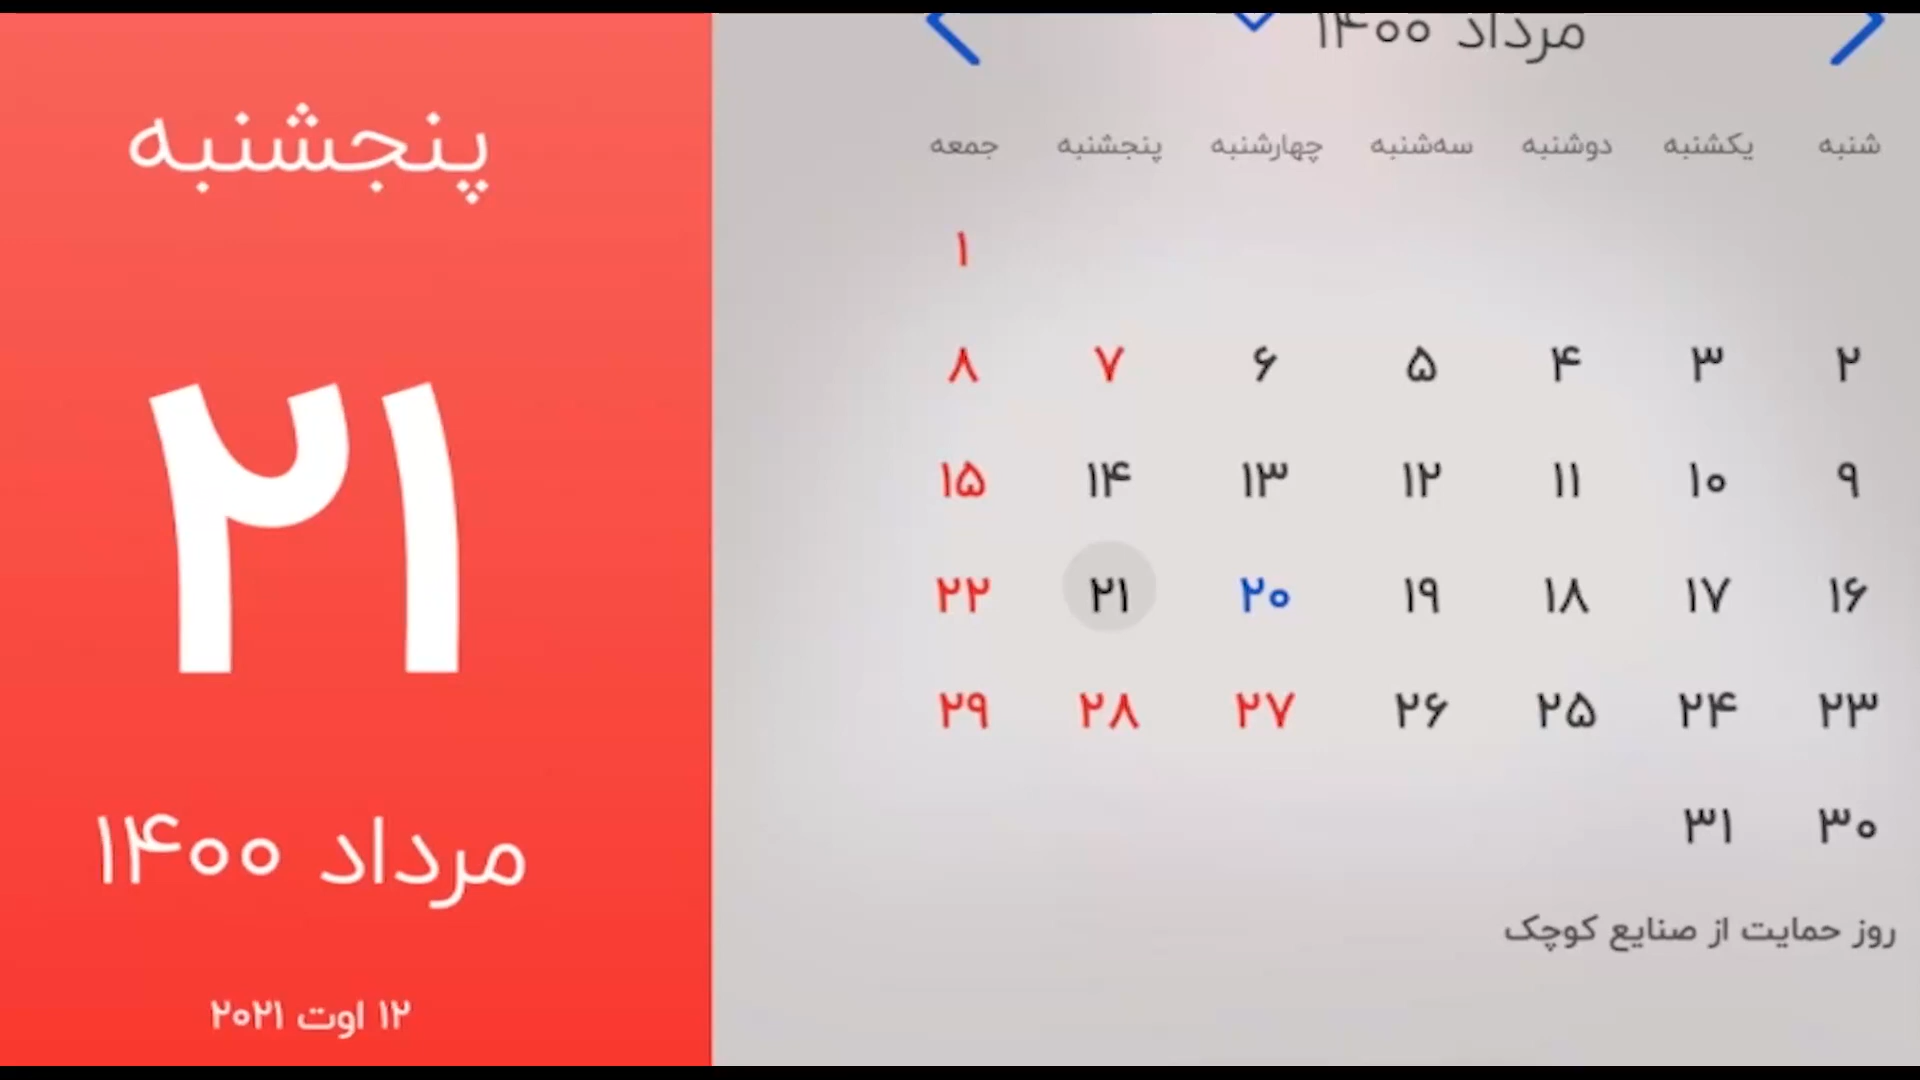 پنجشنبه
۲۱
مرداد ۱۴۰۰
۱۲ اوت ۲۰۲۱
مرداد ۱۴۰۰
شنبه یکشنبه دوشنبه سه‌شنبه چهارشنبه پنجشنبه جمعه
۱
۲ ۳ ۴ ۵ ۶ ۷ ۸
۹ ۱۰ ۱۱ ۱۲ ۱۳ ۱۴ ۱۵
۱۶ ۱۷ ۱۸ ۱۹ ۲۰ ۲۱ ۲۲
۲۳ ۲۴ ۲۵ ۲۶ ۲۷ ۲۸ ۲۹
۳۰ ۳۱
روز حمایت از صنایع کوچک